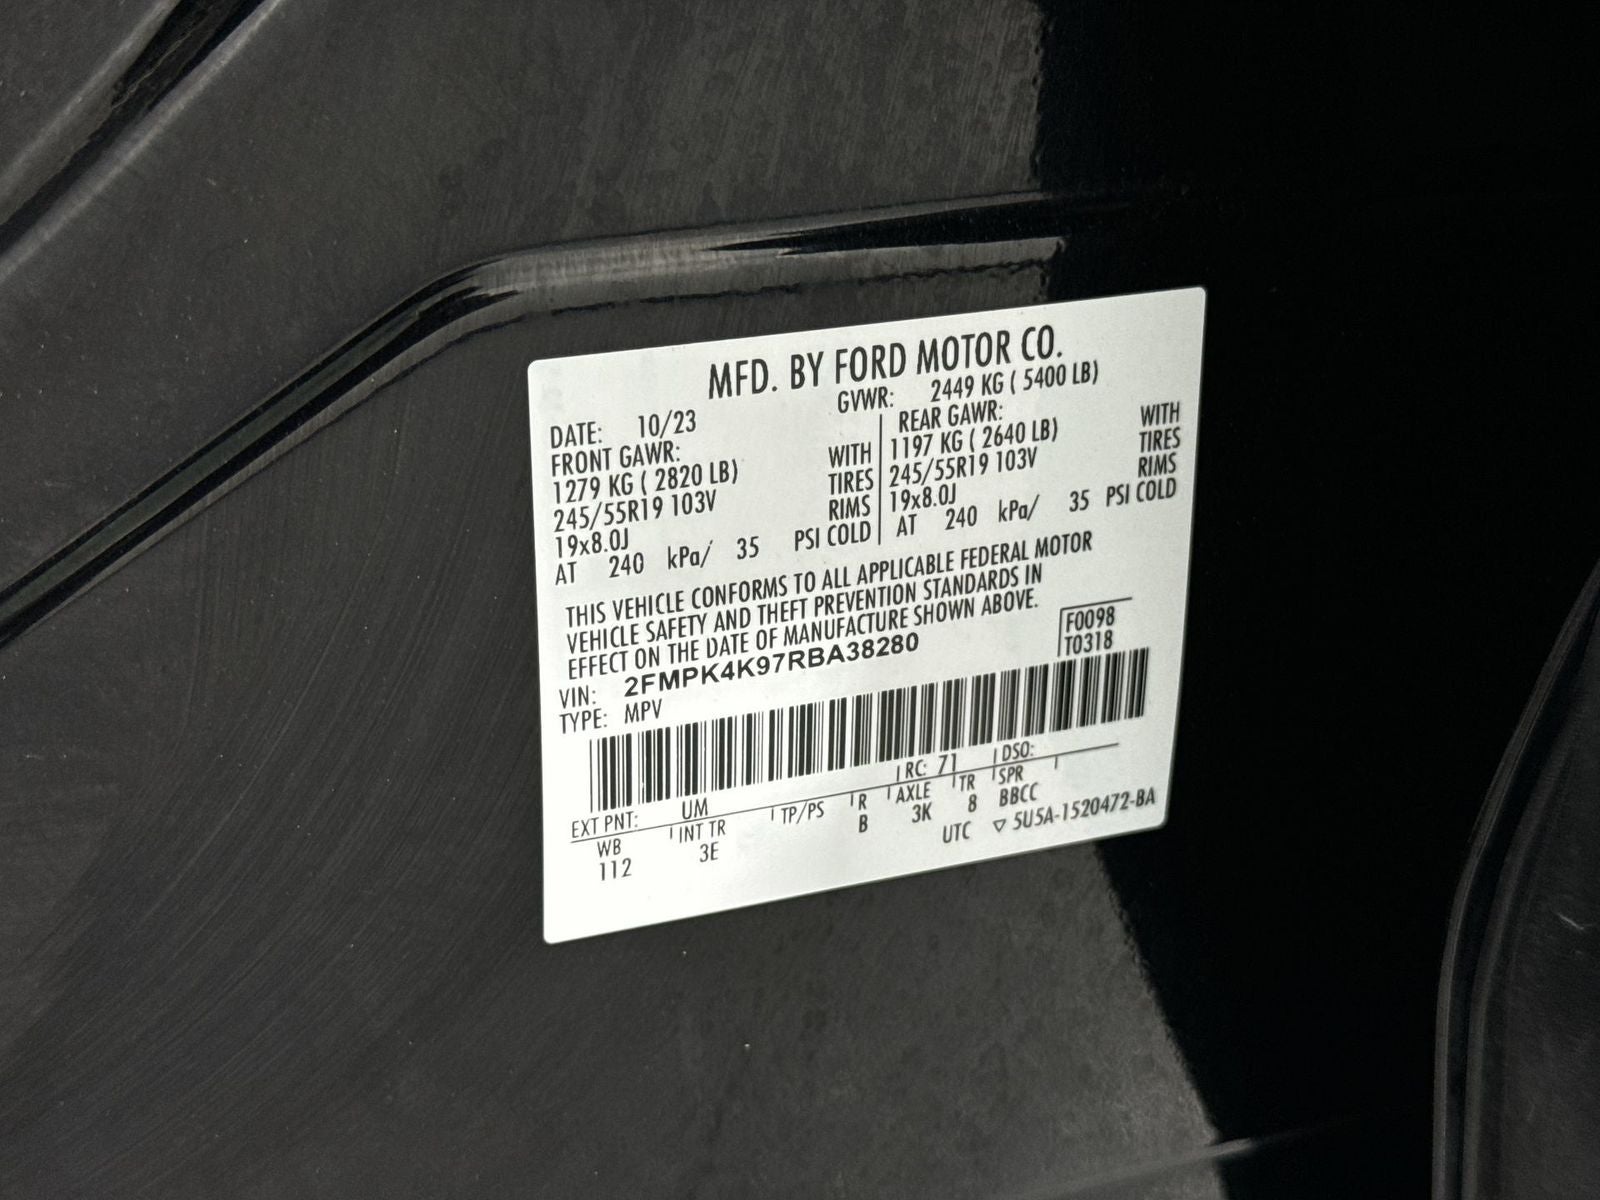 MFD. BY FORD MOTOR CO.
DATE: 10/23 GVWR: 2449 KG ( 5400 LB)
FRONT GAWR: REAR GAWR:
1279 KG ( 2820 LB) WITH 1197 KG ( 2640 LB) WITH
245/55R19 103V TIRES 245/55R19 103V TIRES
19x8.0J RIMS 19x8.0J RIMS
AT 240 kPa/ 35 PSI COLD AT 240 kPa/ 35 PSI COLD
THIS VEHICLE CONFORMS TO ALL APPLICABLE FEDERAL MOTOR
VEHICLE SAFETY AND THEFT PREVENTION STANDARDS IN
EFFECT ON THE DATE OF MANUFACTURE SHOWN ABOVE.
F0098
VIN: 2FMPK4K97RBA38280 T0318
TYPE: MPV
EXT PNT: UM RC: 71 DSO:
WB INT TR TP/PS R AXLE TR SPR
112 3E B 3K 8 BBCC
UTC ▽ 5U5A-1520472-BA